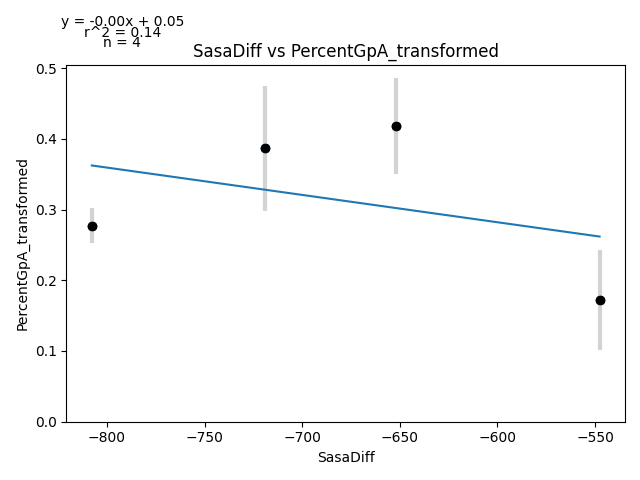 y = -0.00x + 0.05
r^2 = 0.14
n = 4
SasaDiff vs PercentGpA_transformed
0.5
0.4
0.3
0.2
0.1
0.0
PercentGpA_transformed
−800
−750
−700
−650
−600
−550
SasaDiff